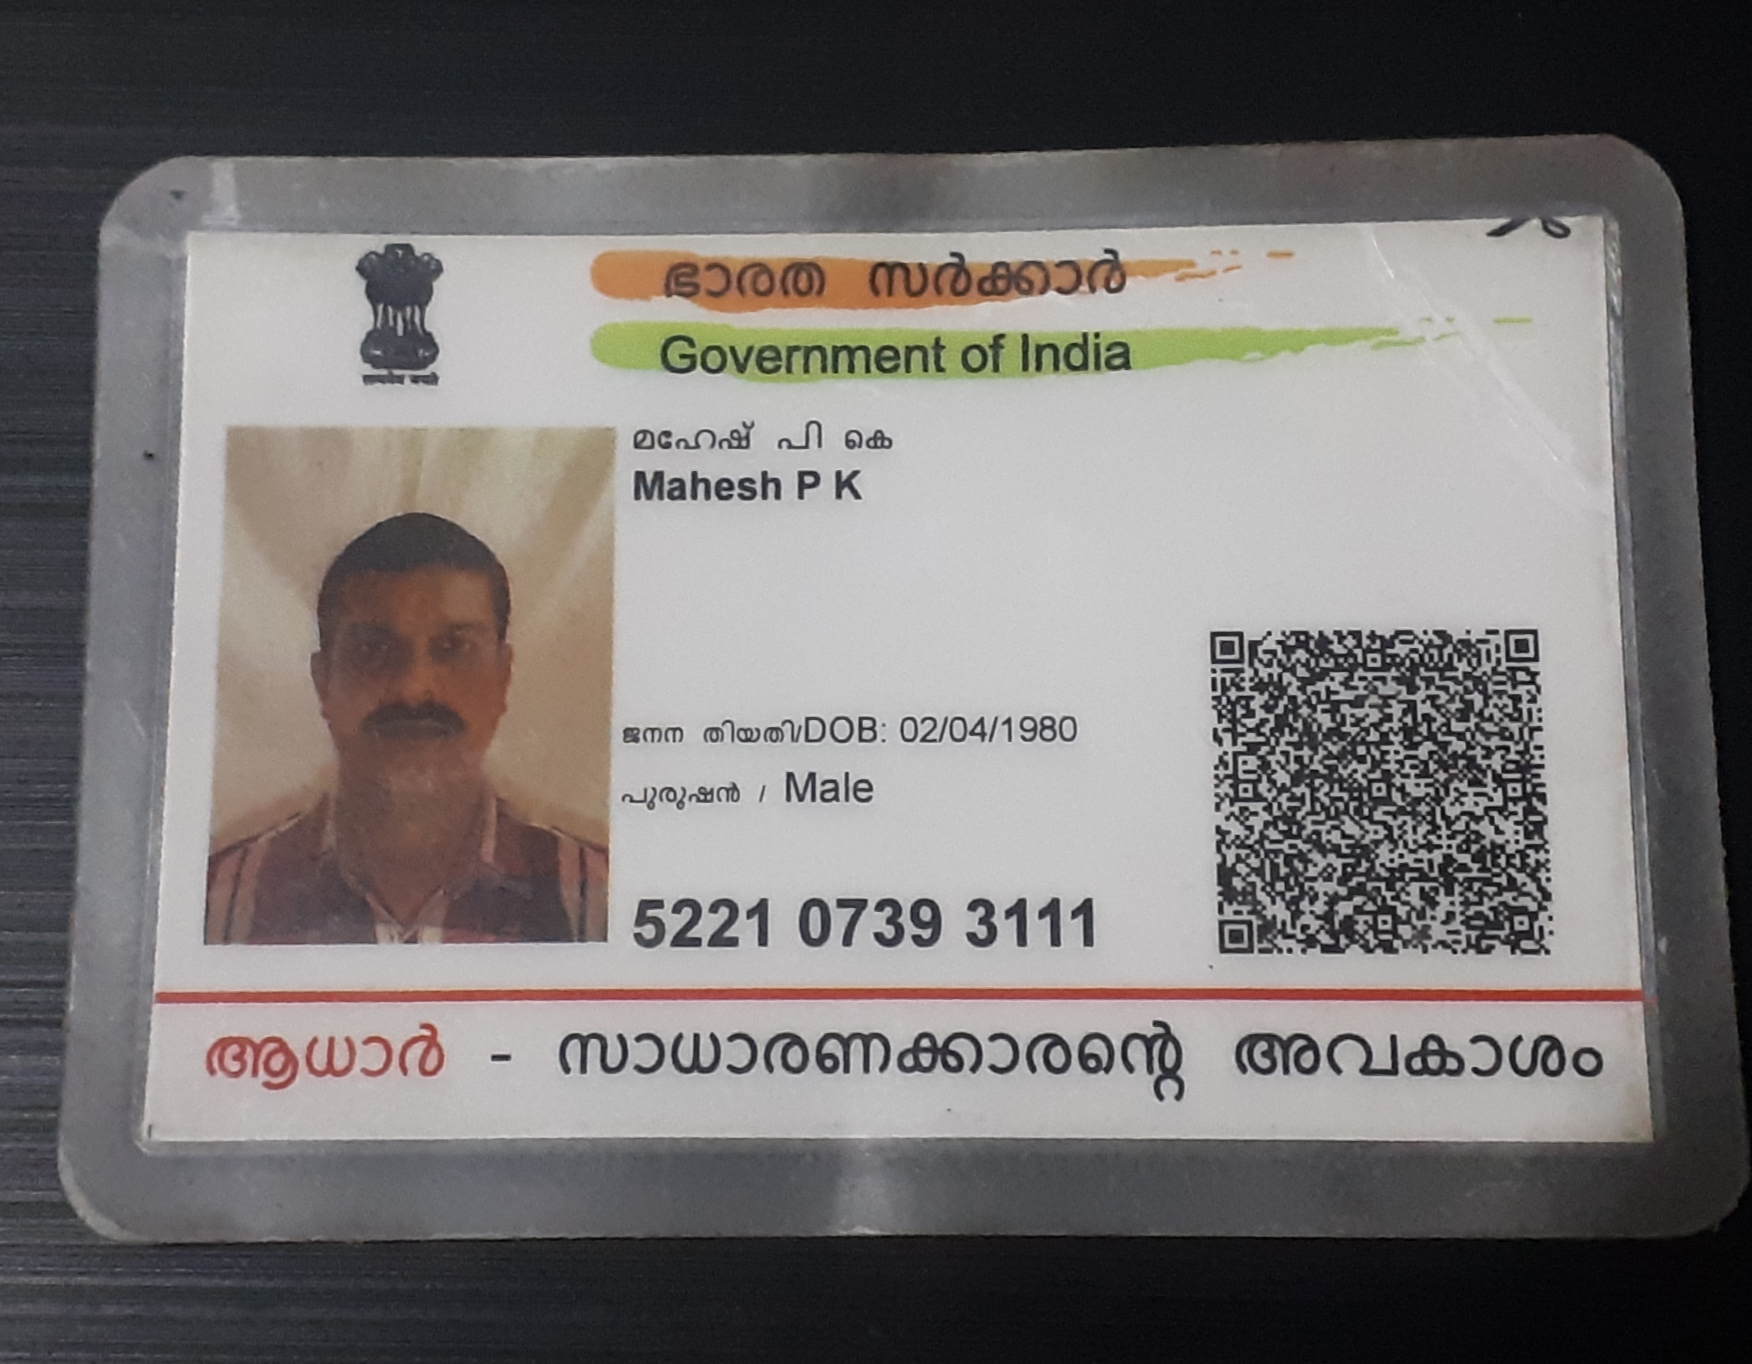 ഭാരത സർക്കാർ
Government of India
മഹേഷ് പി കെ
Mahesh P K
ജനന തിയതി/DOB: 02/04/1980
പുരുഷൻ / Male
5221 0739 3111
ആധാർ - സാധാരണക്കാരന്റെ അവകാശം